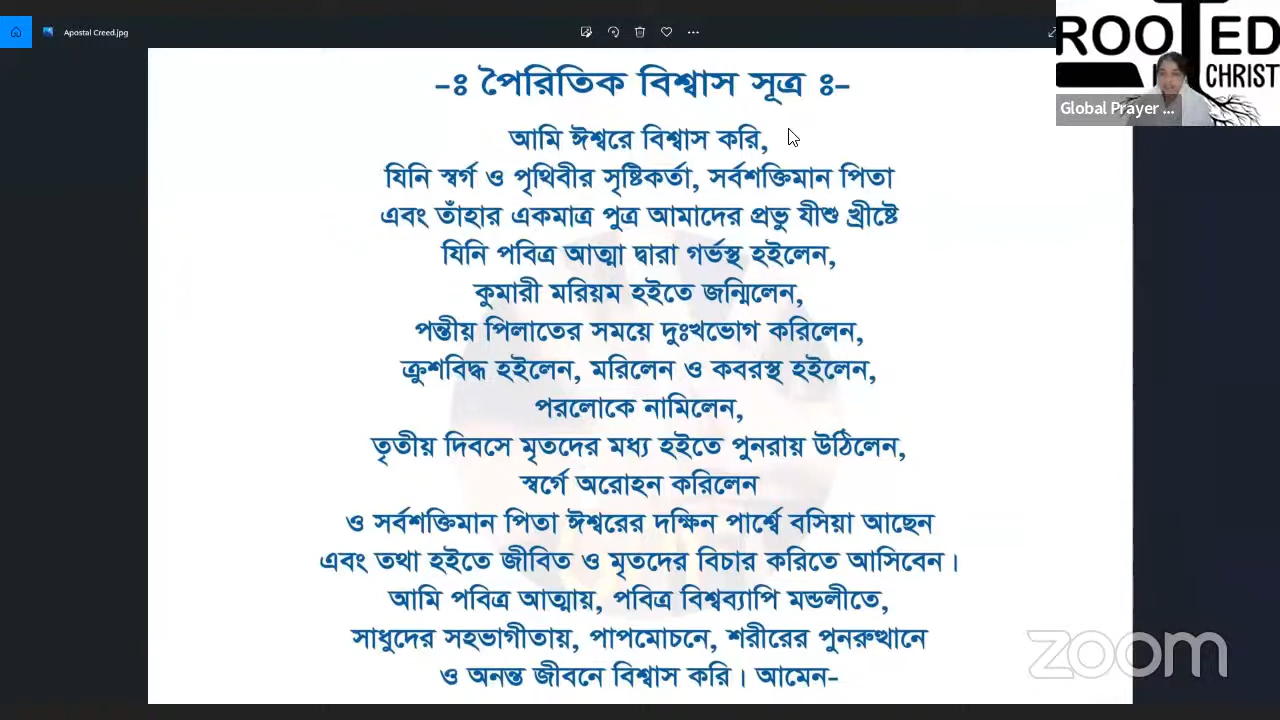 Apostal Creed.jpg
ROOTED
CHRIST
Global Prayer ...
-ঃ পৈরিতিক বিশ্বাস সূত্র ঃ-
আমি ঈশ্বরে বিশ্বাস করি,
যিনি স্বর্গ ও পৃথিবীর সৃষ্টিকর্তা, সর্বশক্তিমান পিতা
এবং তাঁহার একমাত্র পুত্র আমাদের প্রভু যীশু খ্রীষ্টে
যিনি পবিত্র আত্মা দ্বারা গর্ভস্থ হইলেন,
কুমারী মরিয়ম হইতে জন্মিলেন,
পন্তীয় পিলাতের সময়ে দুঃখভোগ করিলেন,
ক্রুশবিদ্ধ হইলেন, মরিলেন ও কবরস্থ হইলেন,
পরলোকে নামিলেন,
তৃতীয় দিবসে মৃতদের মধ্য হইতে পুনরায় উঠিলেন,
স্বর্গে অরোহন করিলেন
ও সর্বশক্তিমান পিতা ঈশ্বরের দক্ষিন পার্শ্বে বসিয়া আছেন
এবং তথা হইতে জীবিত ও মৃতদের বিচার করিতে আসিবেন।
আমি পবিত্র আত্মায়, পবিত্র বিশ্বব্যাপি মন্ডলীতে,
সাধুদের সহভাগীতায়, পাপমোচনে, শরীরের পুনরুত্থানে
ও অনন্ত জীবনে বিশ্বাস করি। আমেন-
zoom